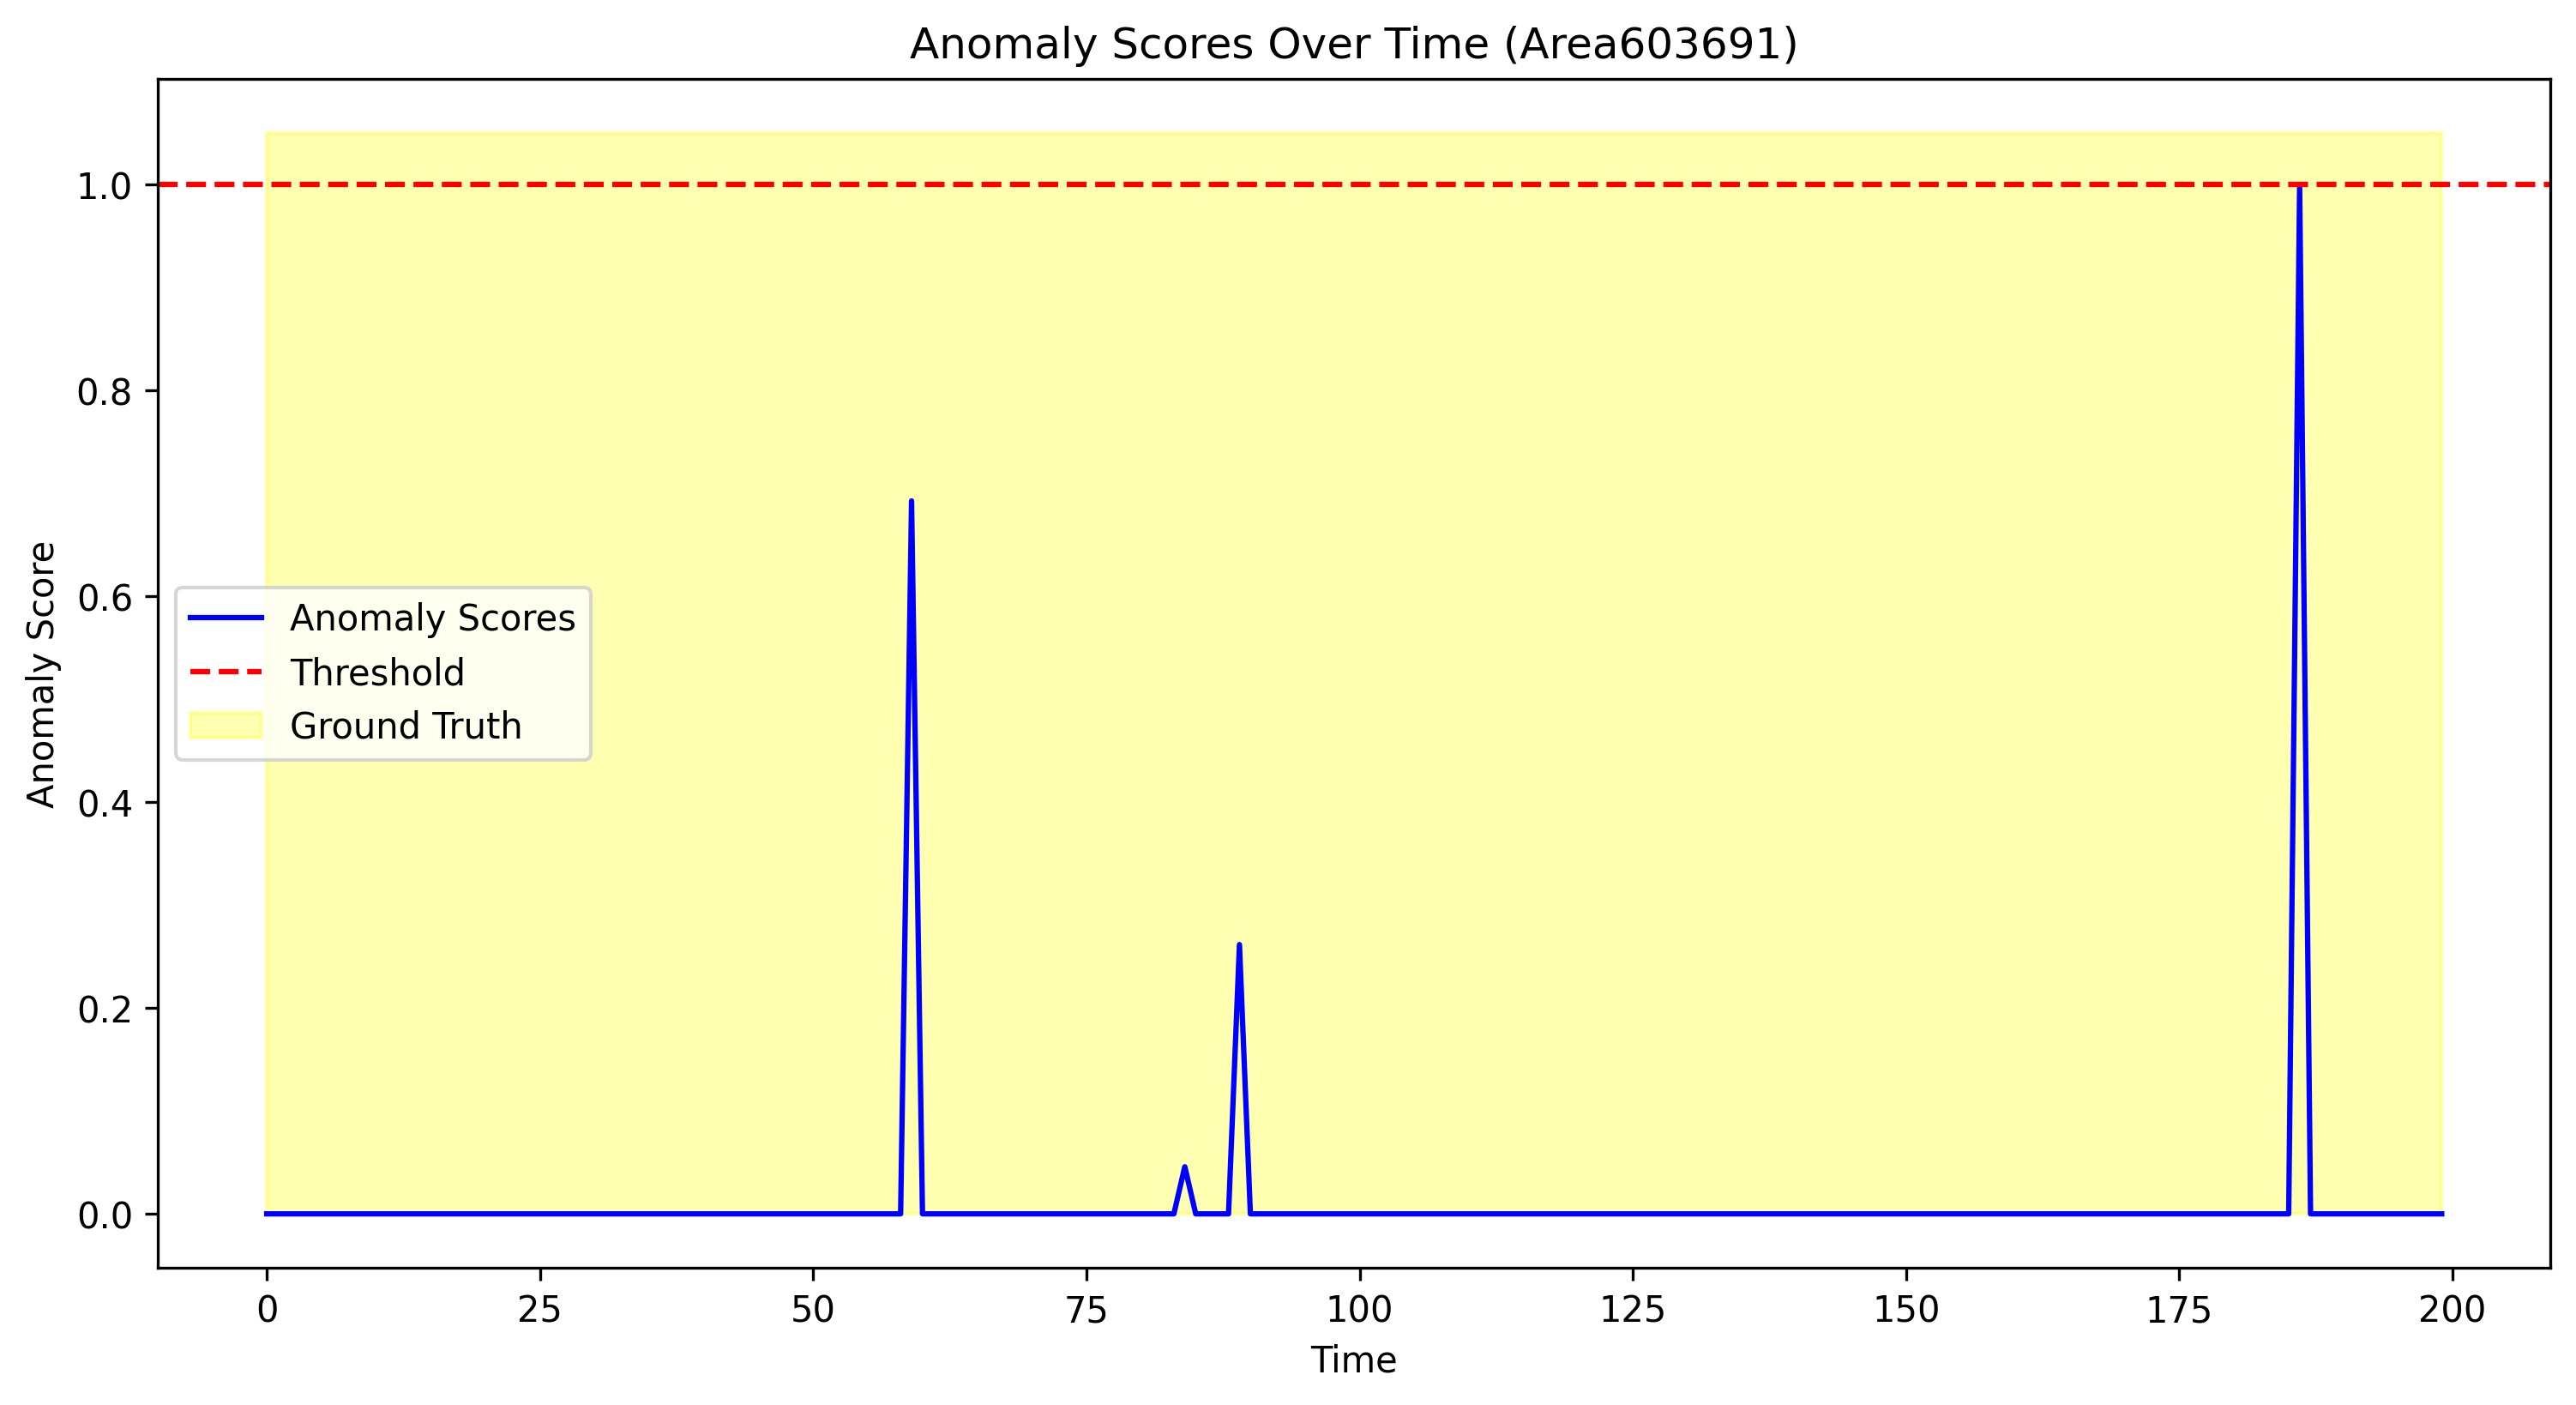 Anomaly Scores Over Time (Area603691)
Anomaly Score
1.0
0.8
0.6
0.4
0.2
0.0
Anomaly Scores
Threshold
Ground Truth
0 25 50 75 100 125 150 175 200
Time